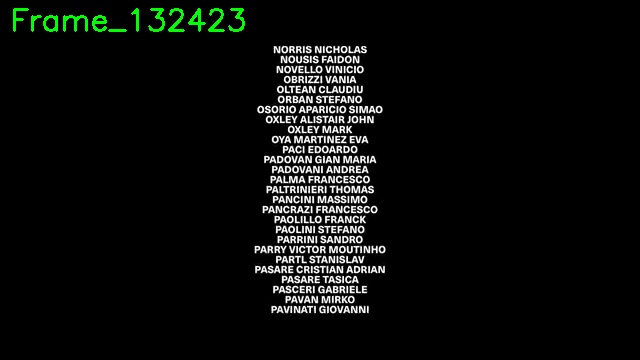 Frame_132423
NORRIS NICHOLAS
NOUSIS FAIDON
NOVELLO VINICIO
OBRIZZI VANIA
OLTEAN CLAUDIU
ORBAN STEFANO
OSORIO APARICIO SIMAO
OXLEY ALISTAIR JOHN
OXLEY MARK
OYA MARTINEZ EVA
PACI EDOARDO
PADOVAN GIAN MARIA
PADOVANI ANDREA
PALMA FRANCESCO
PALTRINIERI THOMAS
PANCINI MASSIMO
PANCRAZI FRANCESCO
PAOLILLO FRANCK
PAOLINI STEFANO
PARRINI SANDRO
PARRY VICTOR MOUTINHO
PARTL STANISLAV
PASARE CRISTIAN ADRIAN
PASARE TASICA
PASCERI GABRIELE
PAVAN MIRKO
PAVINATI GIOVANNI